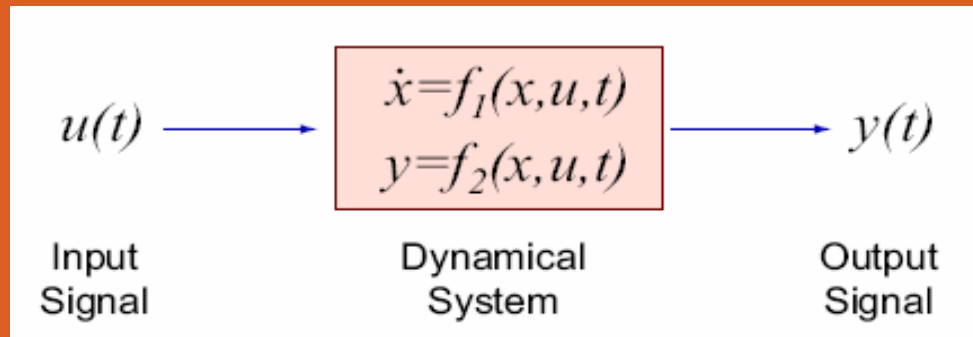 ẋ=f₁(x,u,t)
u(t)
y(t)
y=f₂(x,u,t)
Input
Signal
Dynamical
System
Output
Signal